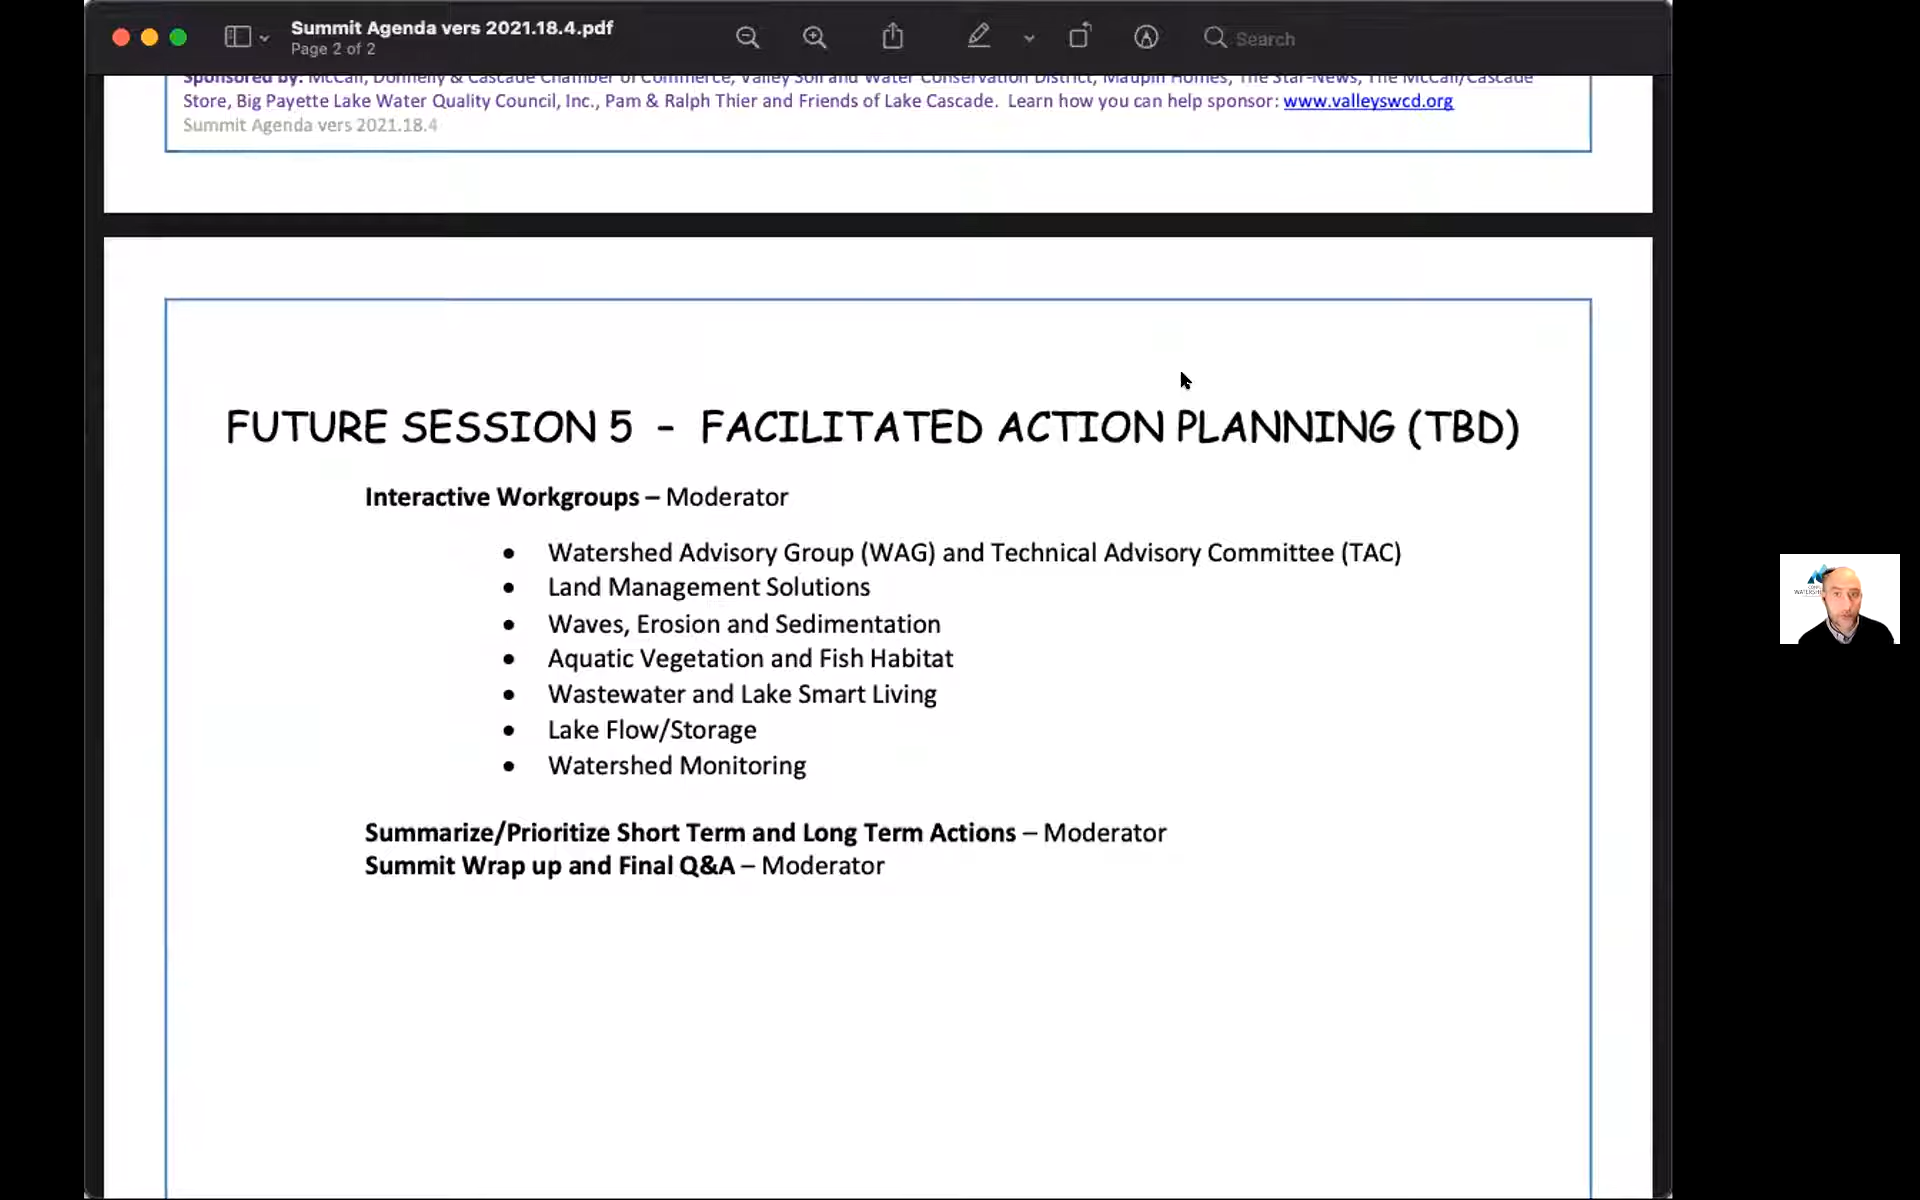 Summit Agenda vers 2021.18.4.pdf
Page 2 of 2
Search
Sponsored by: McCall, Donnelly & Cascade Chamber of Commerce, Valley Soil and Water Conservation District, Maupin Homes, The Star-News, The McCall/Cascade
Store, Big Payette Lake Water Quality Council, Inc., Pam & Ralph Thier and Friends of Lake Cascade. Learn how you can help sponsor: www.valleyswcd.org
Summit Agenda vers 2021.18.4
FUTURE SESSION 5 - FACILITATED ACTION PLANNING (TBD)
Interactive Workgroups – Moderator
• Watershed Advisory Group (WAG) and Technical Advisory Committee (TAC)
• Land Management Solutions
• Waves, Erosion and Sedimentation
• Aquatic Vegetation and Fish Habitat
• Wastewater and Lake Smart Living
• Lake Flow/Storage
• Watershed Monitoring
Summarize/Prioritize Short Term and Long Term Actions – Moderator
Summit Wrap up and Final Q&A – Moderator